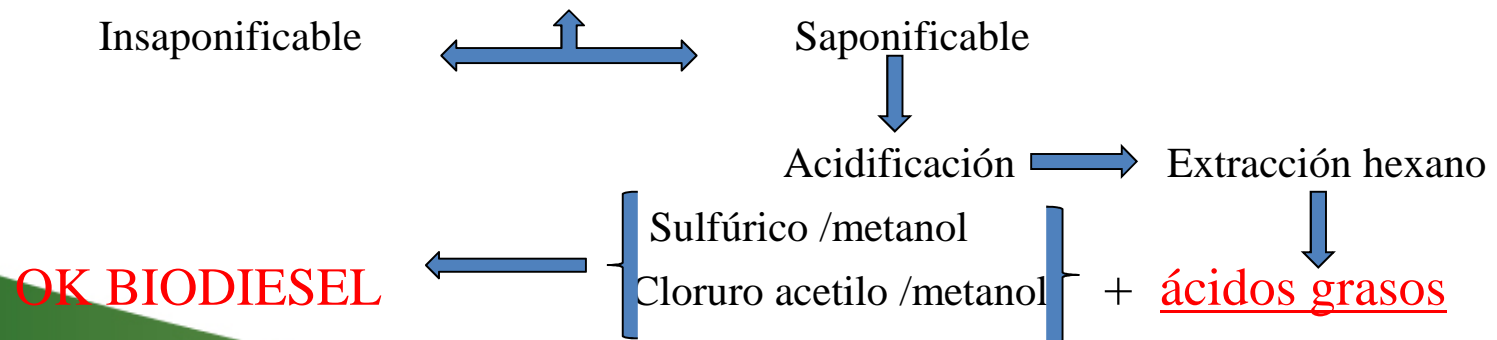 Insaponificable Saponificable
Acidificación Extracción hexano
Sulfúrico /metanol
OK BIODIESEL Cloruro acetilo /metanol + ácidos grasos